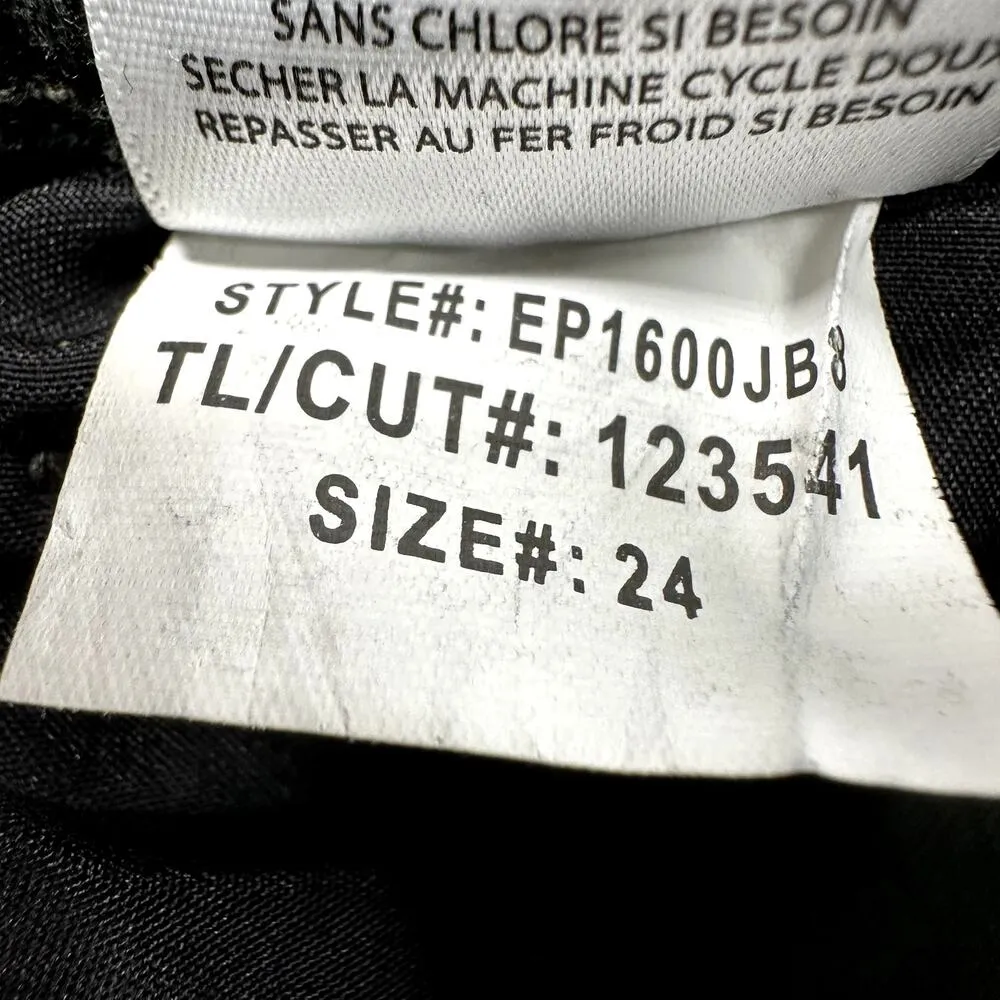 SANS CHLORE SI BESOIN
SECHER LA MACHINE CYCLE DOUX
REPASSER AU FER FROID SI BESOIN
STYLE#: EP1600JB8
TL/CUT#: 123541
SIZE#: 24